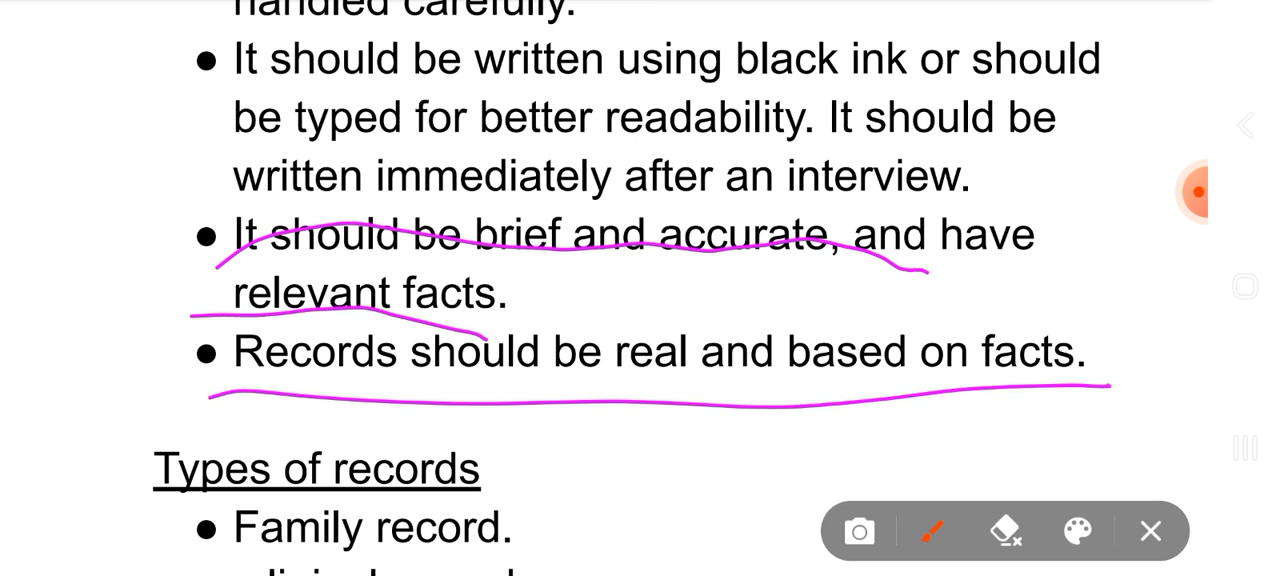 handled carefully.
● It should be written using black ink or should
be typed for better readability. It should be
written immediately after an interview.
● It should be brief and accurate, and have
relevant facts.
● Records should be real and based on facts.
Types of records
● Family record.